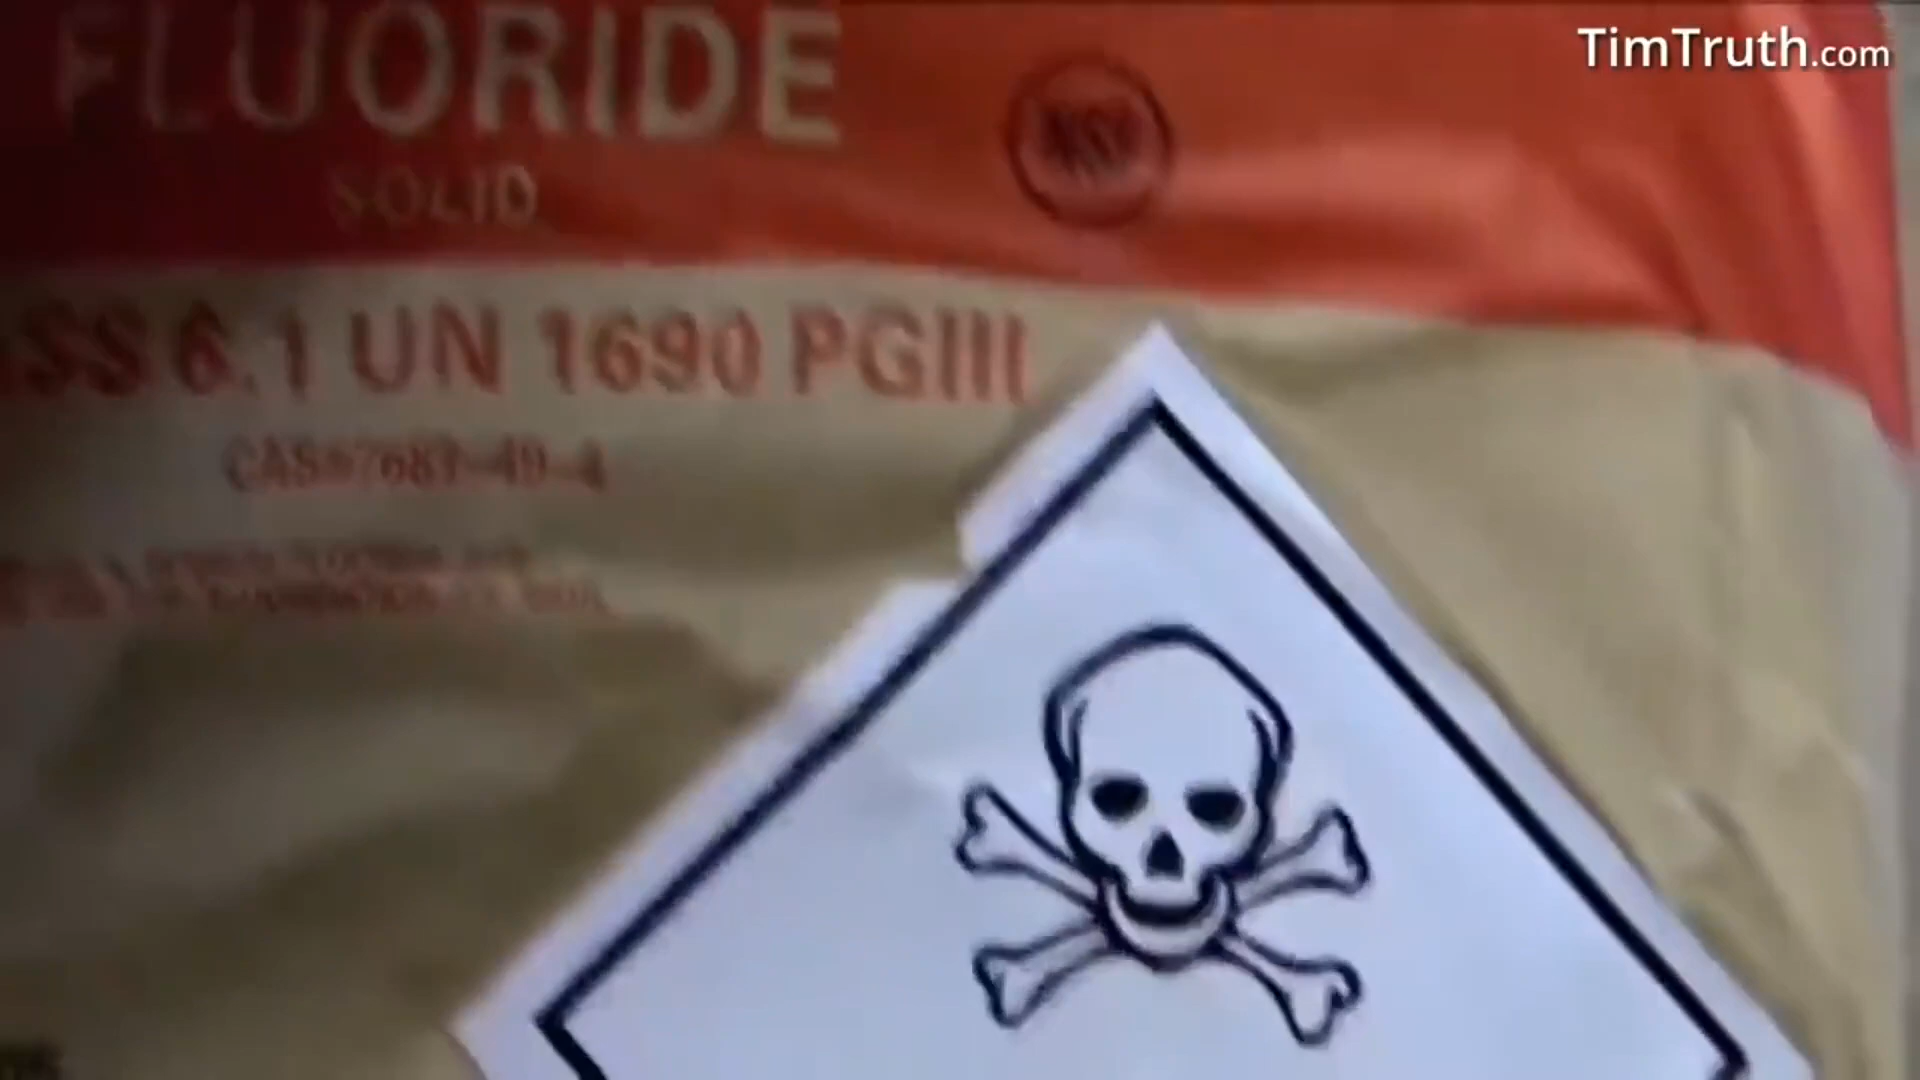 TimTruth.com
FLUORIDE
SOLID
SS 6.1 UN 1690 PGIII
CAS#7681-49-4